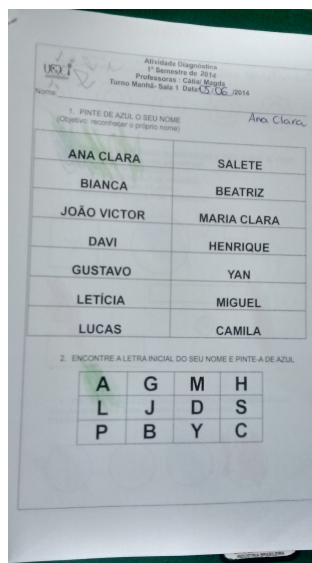 Atividade Diagnóstica
1º Semestre de 2014
Professoras : Cátia/ Magda
Turno Manhã- Sala 1 Data:05/06/2014
Nome
Ana Clara
1. PINTE DE AZUL O SEU NOME
(Objetivo: reconhecer o próprio nome)
ANA CLARA SALETE
BIANCA BEATRIZ
JOÃO VICTOR MARIA CLARA
DAVI HENRIQUE
GUSTAVO YAN
LETÍCIA MIGUEL
LUCAS CAMILA
2. ENCONTRE A LETRA INICIAL DO SEU NOME E PINTE-A DE AZUL
A G M H
L J D S
P B Y C
INDÚSTRIA BRASILEIRA